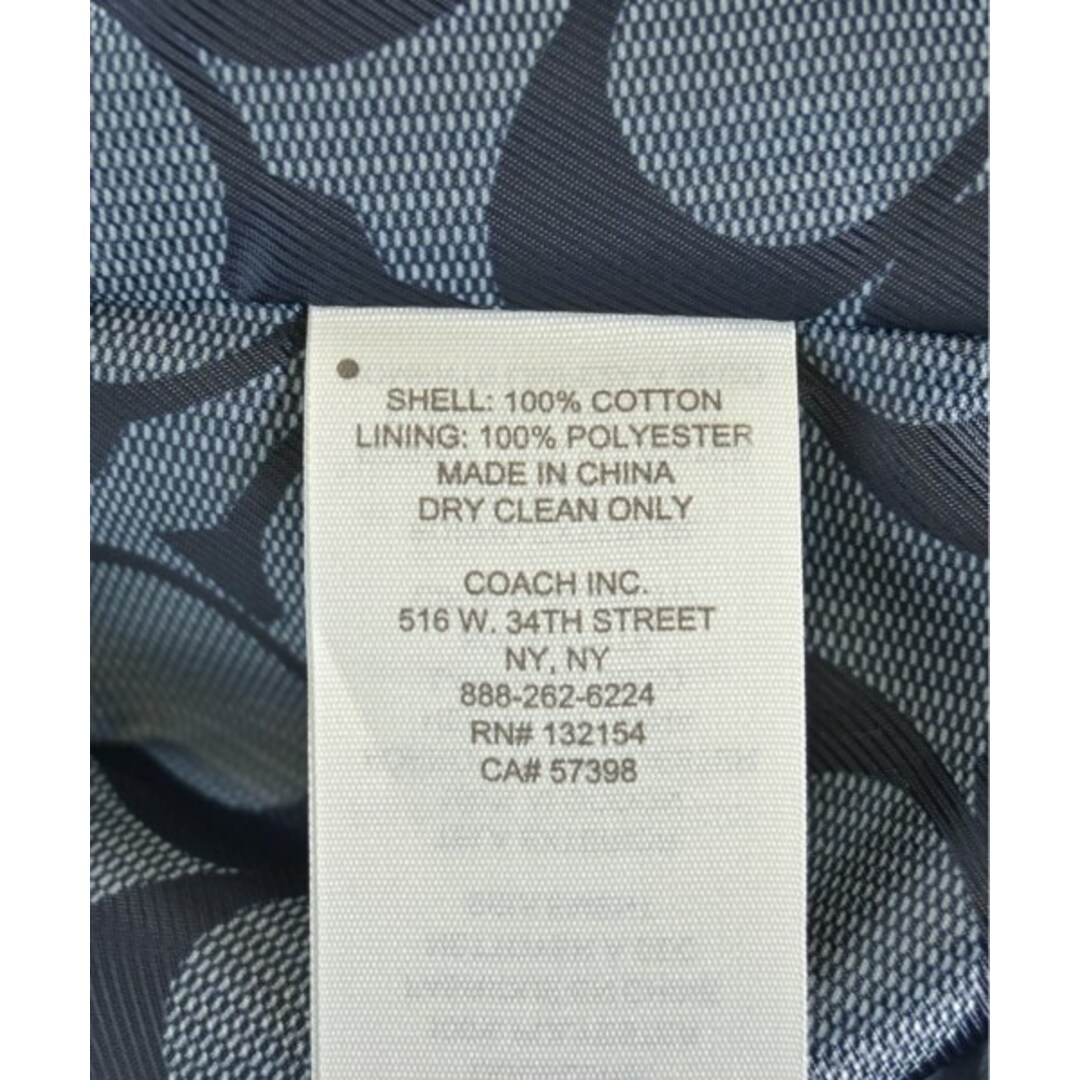 SHELL: 100% COTTON
LINING: 100% POLYESTER
MADE IN CHINA
DRY CLEAN ONLY
COACH INC.
516 W. 34TH STREET
NY, NY
888-262-6224
RN# 132154
CA# 57398